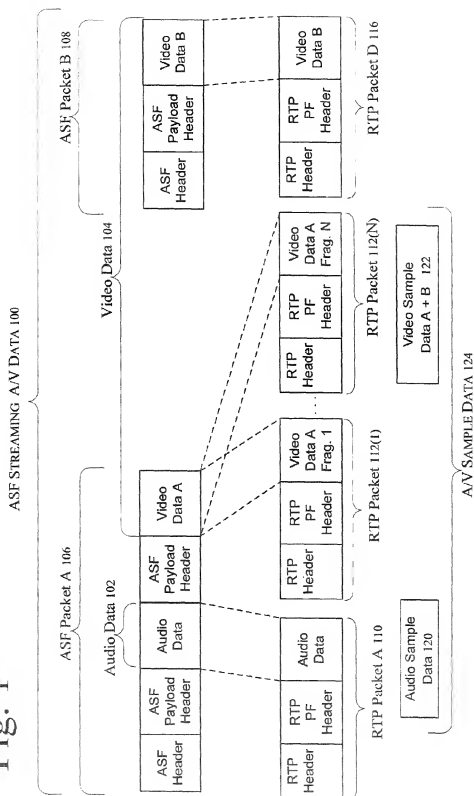 Fig. 1
ASF STREAMING A/V DATA 100
ASF Packet A 106
ASF Packet B 108
Audio Data 102
Video Data 104
ASF
Header
ASF
Payload
Header
Audio
Data
ASF
Payload
Header
Video
Data A
ASF
Header
ASF
Payload
Header
Video
Data B
RTP
Header
RTP
PF
Header
Audio
Data
RTP
Header
RTP
PF
Header
Video
Data A
Frag. 1
. . .
RTP
Header
RTP
PF
Header
Video
Data A
Frag. N
RTP
Header
RTP
PF
Header
Video
Data B
RTP Packet A 110
RTP Packet 112(1)
RTP Packet 112(N)
RTP Packet D 116
Audio Sample
Data 120
Video Sample
Data A + B 122
A/V SAMPLE DATA 124